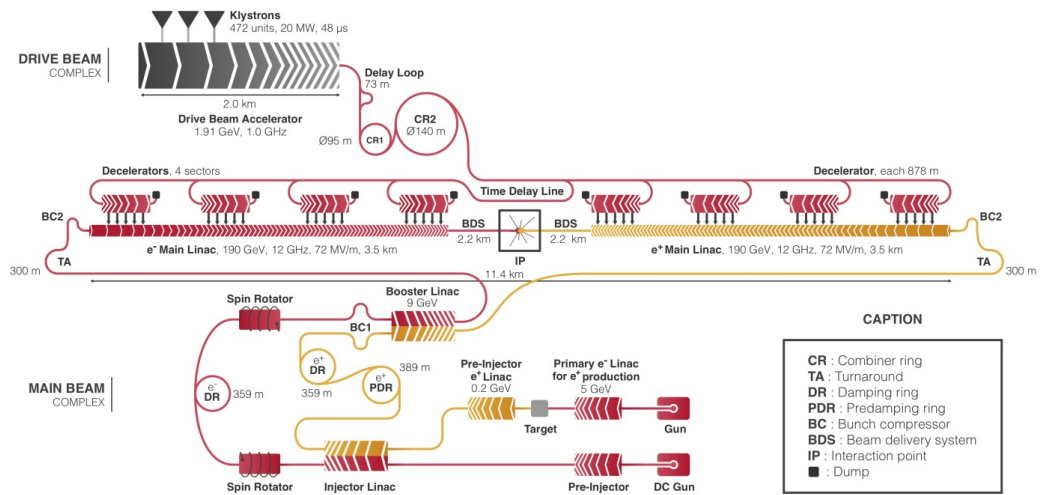 Klystrons
472 units, 20 MW, 48 µs
DRIVE BEAM
COMPLEX
Delay Loop
73 m
2.0 km
Drive Beam Accelerator
1.91 GeV, 1.0 GHz
CR2
Ø140 m
Ø95 m
CR1
Decelerators, 4 sectors
Decelerator, each 878 m
Time Delay Line
BC2
BDS
2.2 km
BDS
2.2 km
BC2
e⁻ Main Linac, 190 GeV, 12 GHz, 72 MV/m, 3.5 km
IP
e⁺ Main Linac, 190 GeV, 12 GHz, 72 MV/m, 3.5 km
TA
300 m
TA
300 m
11.4 km
Booster Linac
9 GeV
Spin Rotator
BC1
CAPTION
e⁺
DR
359 m
e⁺
PDR
389 m
Pre-Injector
e⁺ Linac
0.2 GeV
Primary e⁻ Linac
for e⁺ production
5 GeV
MAIN BEAM
COMPLEX
e⁻
DR
359 m
Target
Gun
Spin Rotator
Injector Linac
Pre-Injector
DC Gun
CR : Combiner ring
TA : Turnaround
DR : Damping ring
PDR : Predamping ring
BC : Bunch compressor
BDS : Beam delivery system
IP : Interaction point
: Dump